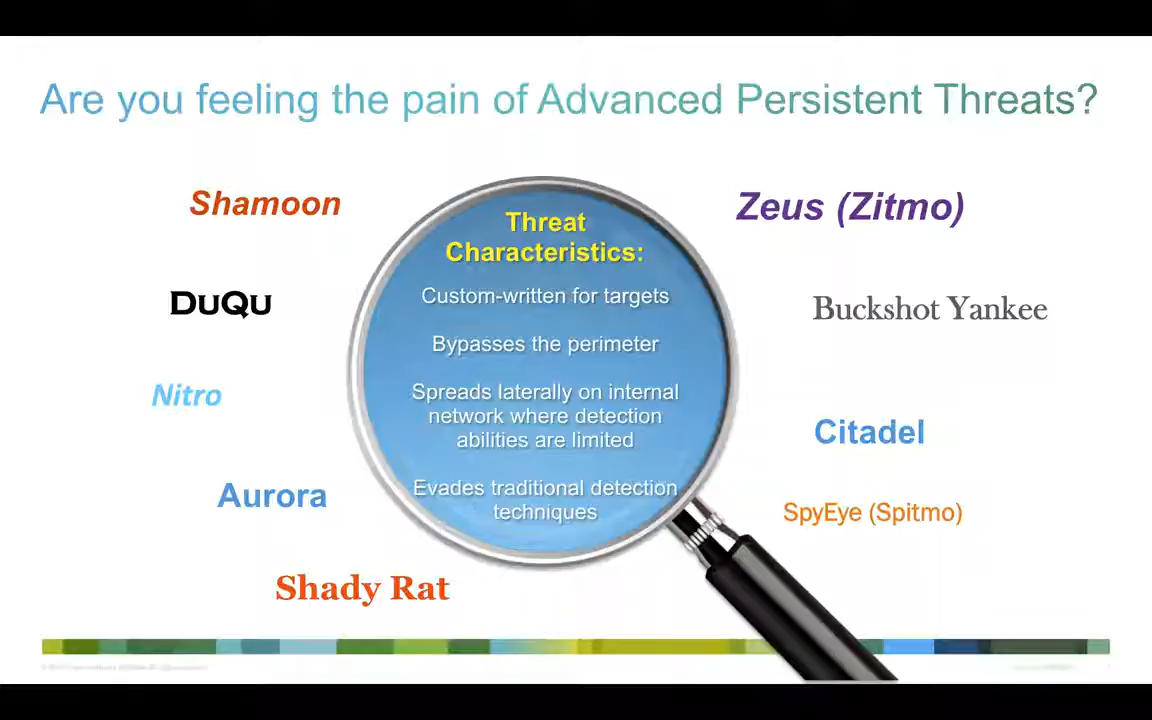 Are you feeling the pain of Advanced Persistent Threats?
Shamoon
DuQu
Nitro
Aurora
Shady Rat
Threat
Characteristics:
Custom-written for targets
Bypasses the perimeter
Spreads laterally on internal
network where detection
abilities are limited
Evades traditional detection
techniques
Zeus (Zitmo)
Buckshot Yankee
Citadel
SpyEye (Spitmo)